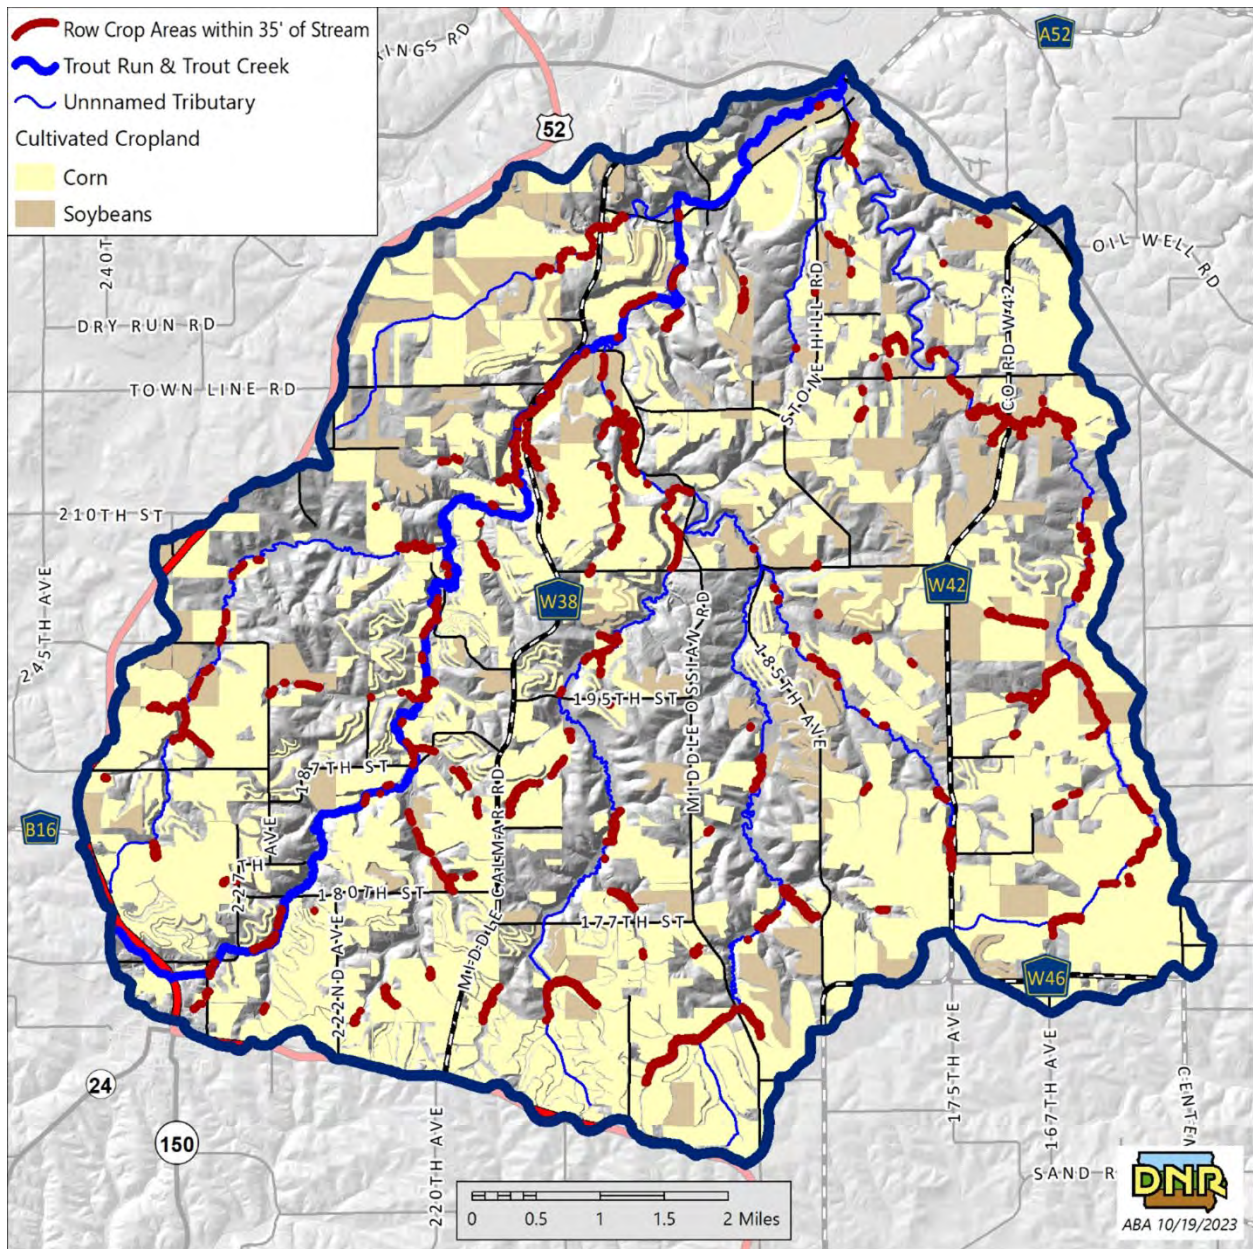 Row Crop Areas within 35' of Stream
Trout Run & Trout Creek
Unnnamed Tributary
Cultivated Cropland
Corn
Soybeans
INGS RD
A52
52
OIL WELL RD
240T
DRY RUN RD
TOWN LINE RD
STONE HILL RD
CO RD W42
210TH ST
245TH AVE
W38
W42
MIDDLE OSSIAN RD
185TH AVE
195TH ST
187TH ST
B16
227TH AVE
180TH ST
MIDDLE CALMAR RD
177TH ST
222ND AVE
W46
24
150
220TH AVE
175TH AVE
167TH AVE
CENTE
SAND R
0 0.5 1 1.5 2 Miles
DNR
ABA 10/19/2023